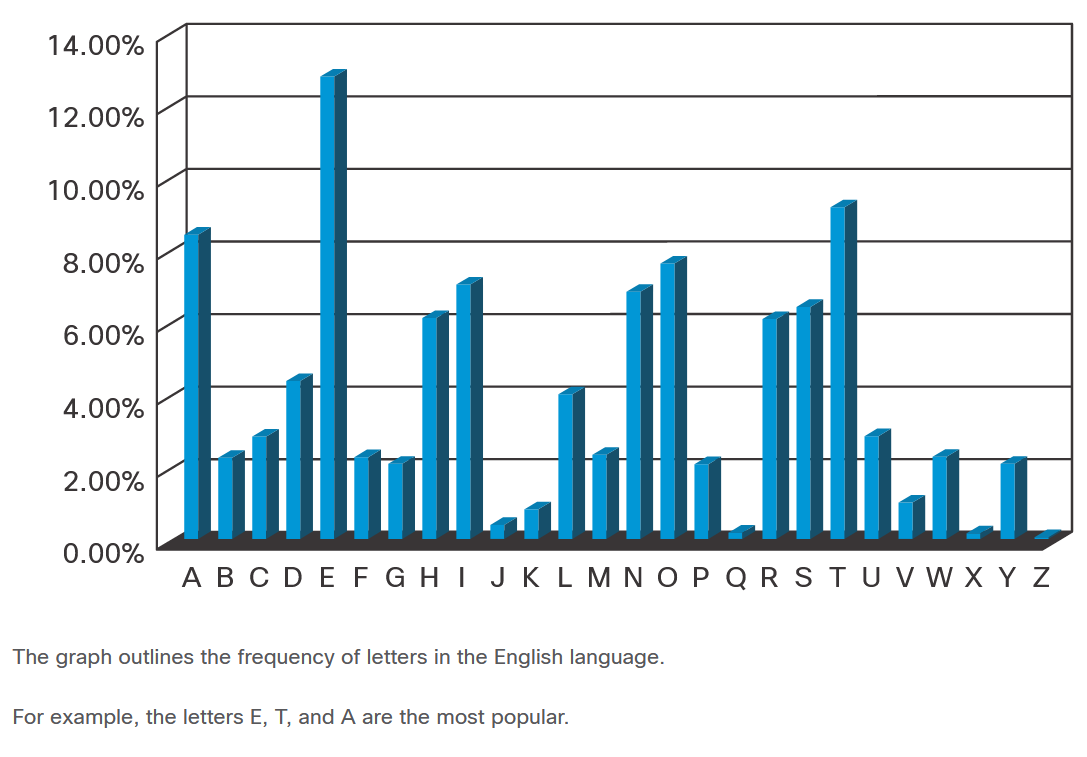 14.00%
12.00%
10.00%
8.00%
6.00%
4.00%
2.00%
0.00%
A B C D E F G H I J K L M N O P Q R S T U V W X Y Z
The graph outlines the frequency of letters in the English language.
For example, the letters E, T, and A are the most popular.